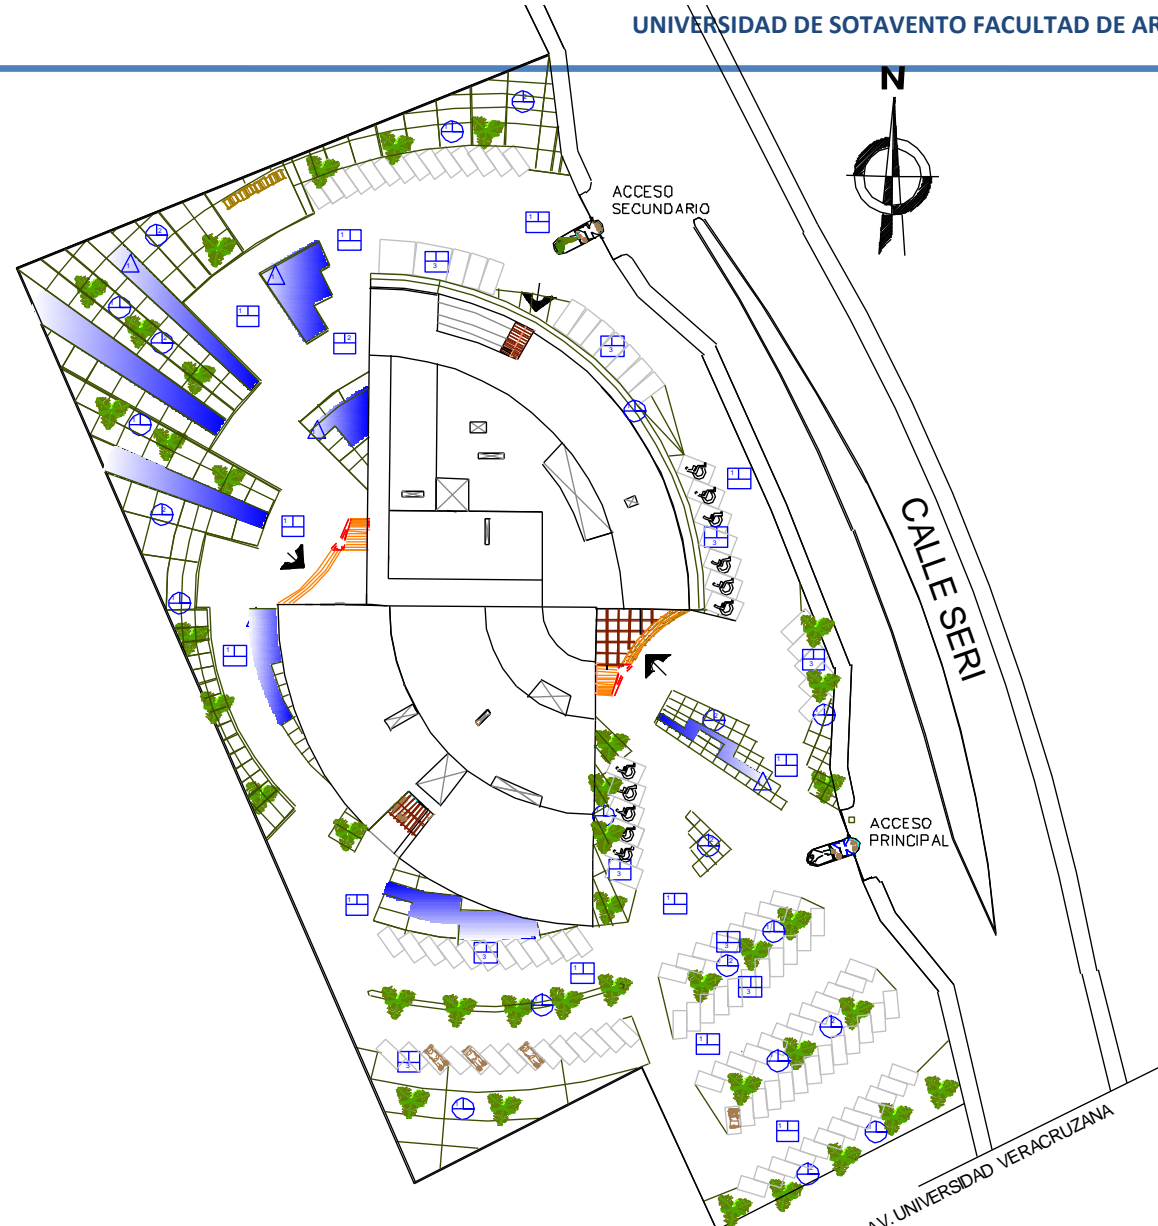 UNIVERSIDAD DE SOTAVENTO FACULTAD DE AR
N
ACCESO
SECUNDARIO
CALLE SERI
ACCESO
PRINCIPAL
AV. UNIVERSIDAD VERACRUZANA